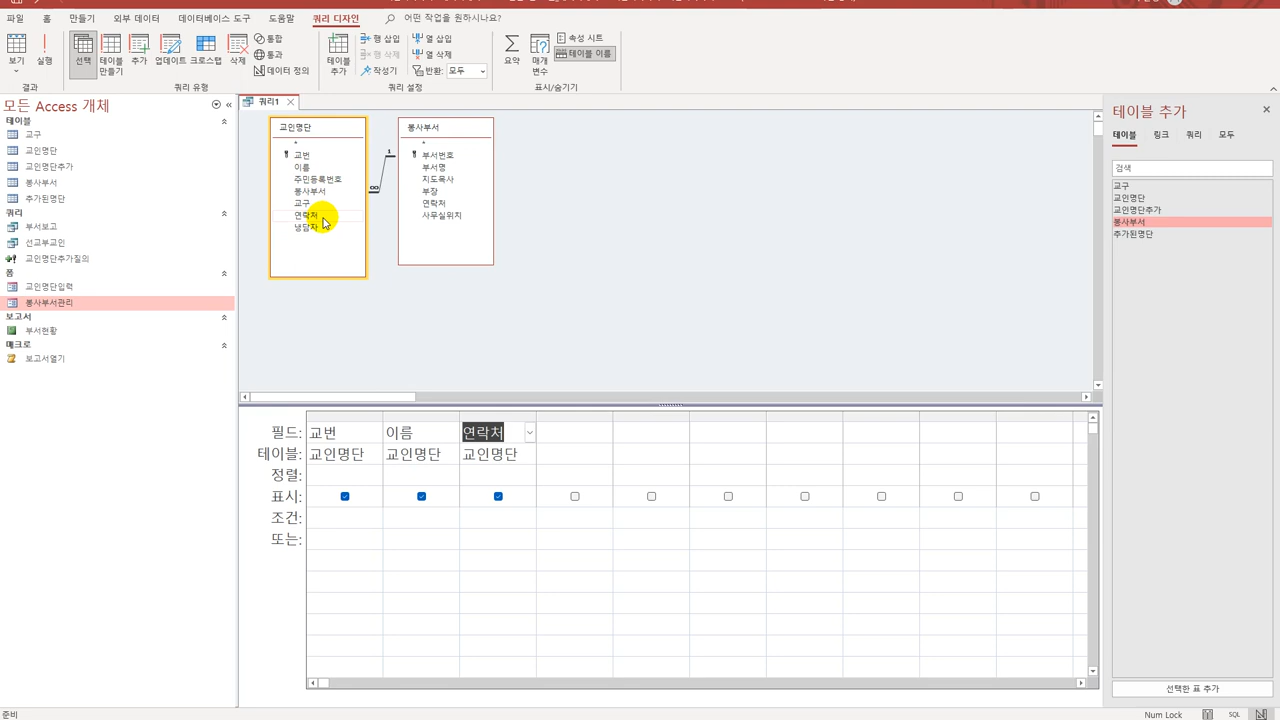 파일 홈 만들기 외부 데이터 데이터베이스 도구 도움말 쿼리 디자인 어떤 작업을 원하시나요?
보기 실행 선택 테이블 만들기 추가 업데이트 크로스탭 삭제 통합 통과 데이터 정의
테이블 추가 행 삽입 행 삭제 작성기 열 삽입 열 삭제 반환: 모두
요약 매개 변수 속성 시트 테이블 이름
결과 쿼리 유형 쿼리 설정 표시/숨기기
모든 Access 개체
테이블
교구
교인명단
교인명단추가
봉사부서
추가된명단
쿼리
부서보고
선교부교인
교인명단추가질의
폼
교인명단입력
봉사부서관리
보고서
부서현황
매크로
보고서열기
쿼리1
교인명단
*
교번
이름
주민등록번호
봉사부서
교구
연락처
냉담자
1
∞
봉사부서
*
부서번호
부서명
지도목사
부장
연락처
사무실위치
필드: 교번 이름 연락처
테이블: 교인명단 교인명단 교인명단
정렬:
표시:
조건:
또는:
테이블 추가
테이블 링크 쿼리 모두
검색
교구
교인명단
교인명단추가
봉사부서
추가된명단
선택한 표 추가
준비
Num Lock SQL